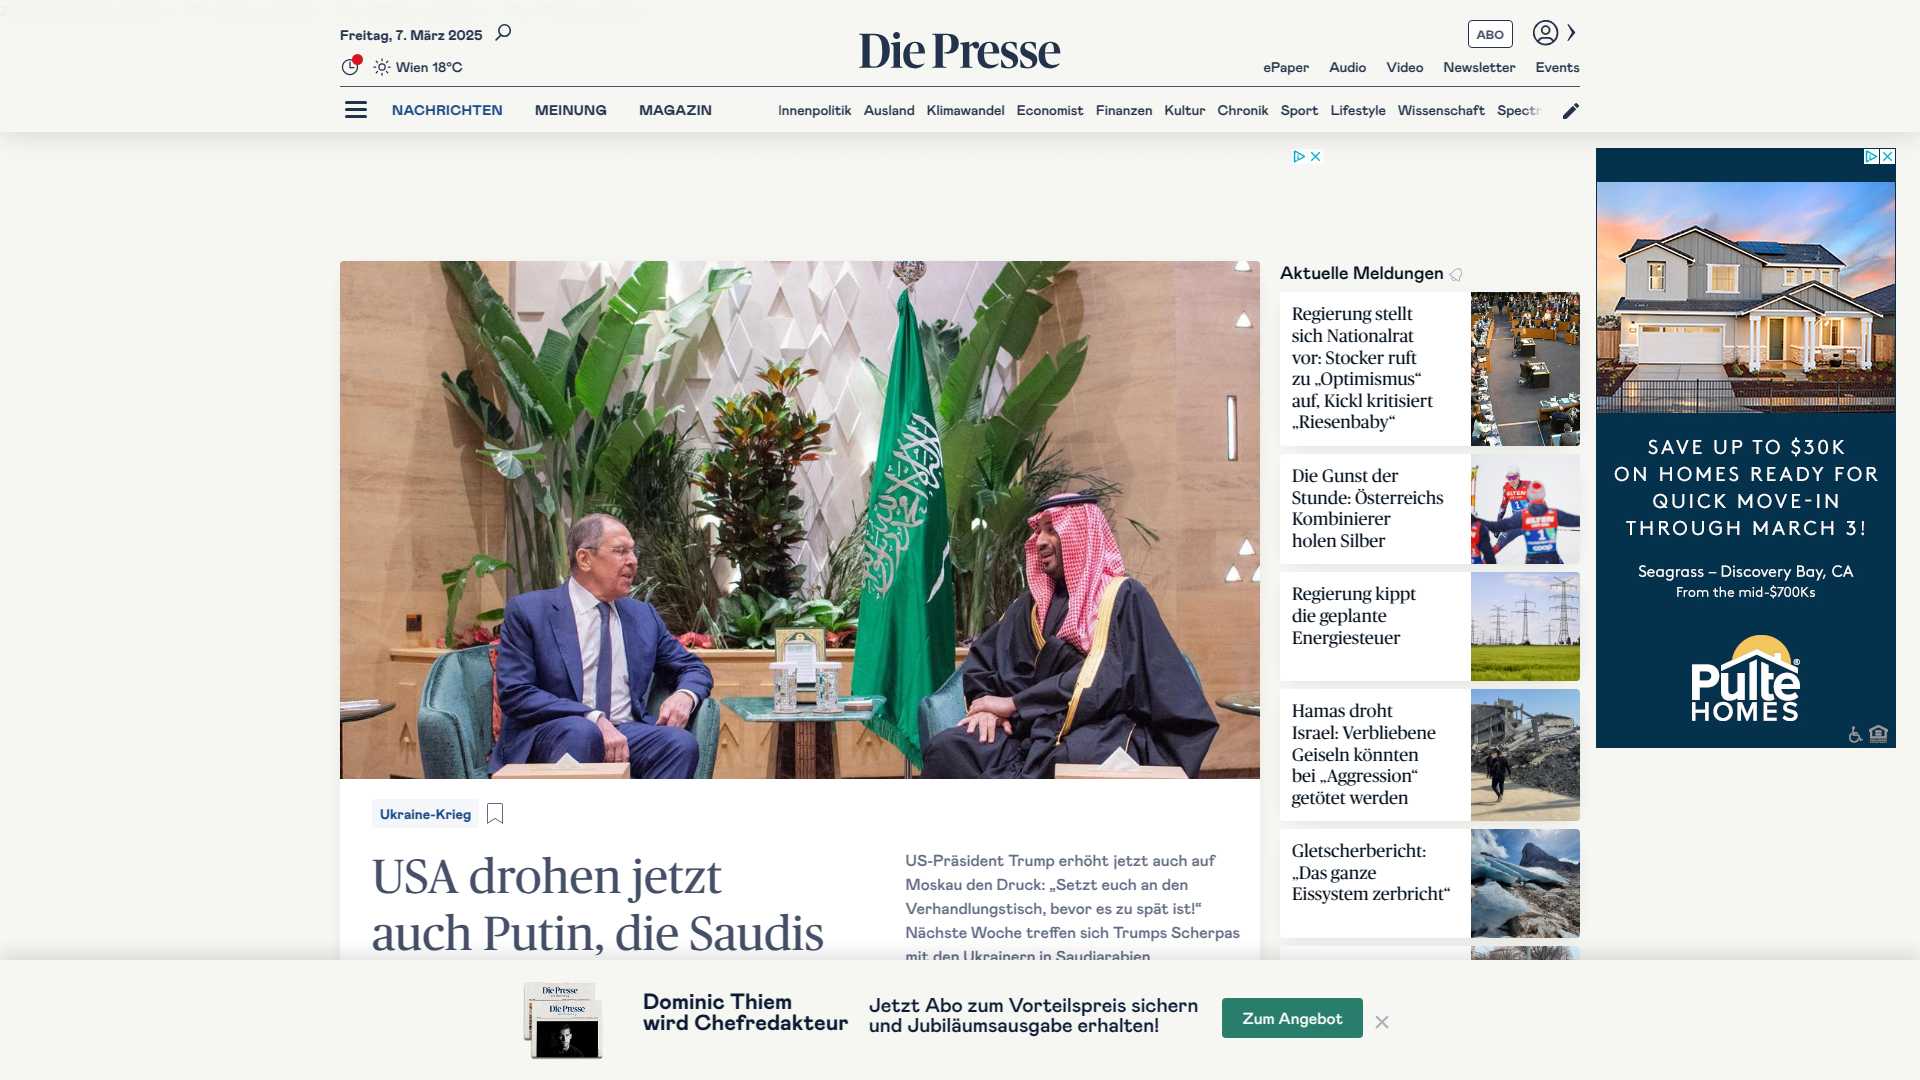 Freitag, 7. März 2025
Die Presse
ABO
Wien 18°C
ePaper Audio Video Newsletter Events
NACHRICHTEN MEINUNG MAGAZIN Innenpolitik Ausland Klimawandel Economist Finanzen Kultur Chronik Sport Lifestyle Wissenschaft Spectr
Ukraine-Krieg
USA drohen jetzt
auch Putin, die Saudis
US-Präsident Trump erhöht jetzt auch auf
Moskau den Druck: „Setzt euch an den
Verhandlungstisch, bevor es zu spät ist!“
Nächste Woche treffen sich Trumps Scherpas
mit den Ukrainern in Saudiarabien
Aktuelle Meldungen
Regierung stellt
sich Nationalrat
vor: Stocker ruft
zu „Optimismus“
auf, Kickl kritisiert
„Riesenbaby“
Die Gunst der
Stunde: Österreichs
Kombinierer
holen Silber
Regierung kippt
die geplante
Energiesteuer
Hamas droht
Israel: Verbliebene
Geiseln könnten
bei „Aggression“
getötet werden
Gletscherbericht:
„Das ganze
Eissystem zerbricht“
SAVE UP TO $30K
ON HOMES READY FOR
QUICK MOVE-IN
THROUGH MARCH 3!
Seagrass – Discovery Bay, CA
From the mid-$700Ks
Pulte®
HOMES
Die Presse
Die Presse
Dominic Thiem
wird Chefredakteur
Jetzt Abo zum Vorteilspreis sichern
und Jubiläumsausgabe erhalten!
Zum Angebot